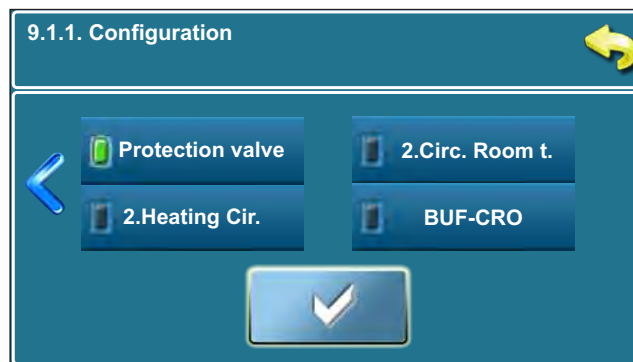 9.1.1. Configuration
Protection valve
2.Circ. Room t.
2.Heating Cir.
BUF-CRO